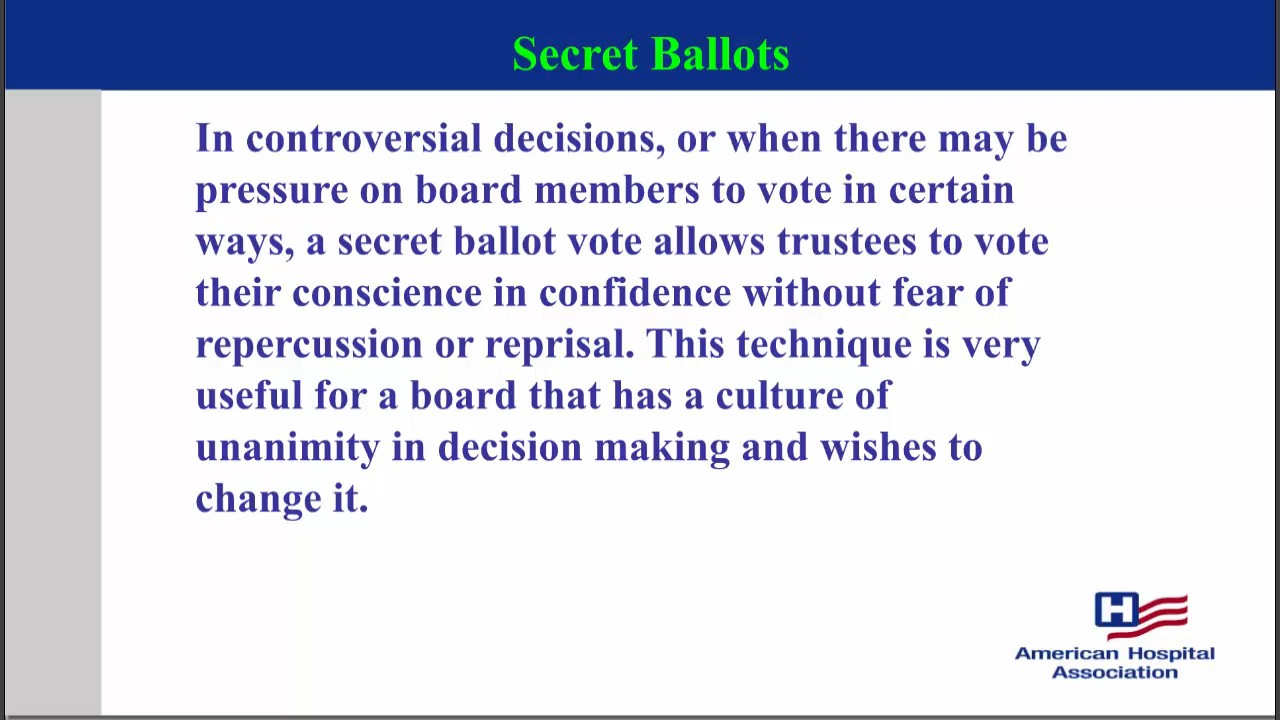 Secret Ballots
In controversial decisions, or when there may be
pressure on board members to vote in certain
ways, a secret ballot vote allows trustees to vote
their conscience in confidence without fear of
repercussion or reprisal. This technique is very
useful for a board that has a culture of
unanimity in decision making and wishes to
change it.
H
American Hospital
Association